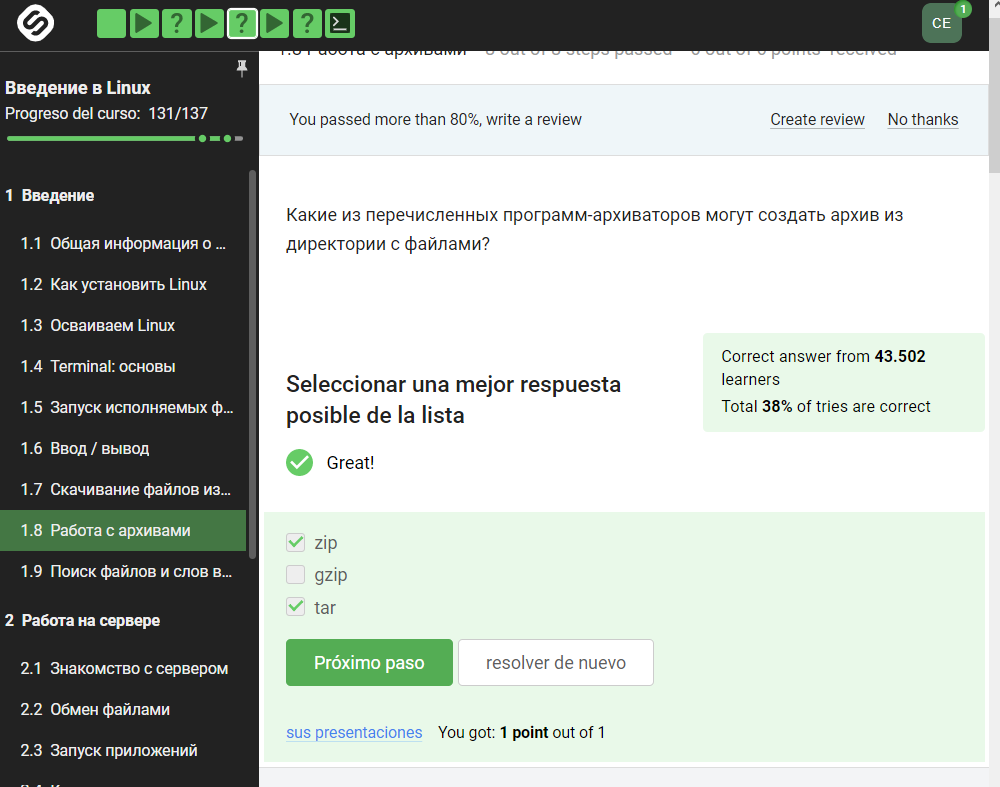 CE
1
Введение в Linux
Progreso del curso: 131/137
1 Введение
1.1 Общая информация о ...
1.2 Как установить Linux
1.3 Осваиваем Linux
1.4 Terminal: основы
1.5 Запуск исполняемых ф...
1.6 Ввод / вывод
1.7 Скачивание файлов из...
1.8 Работа с архивами
1.9 Поиск файлов и слов в...
2 Работа на сервере
2.1 Знакомство с сервером
2.2 Обмен файлами
2.3 Запуск приложений
1.8 Работа с архивами
You passed more than 80%, write a review
Create review
No thanks
Какие из перечисленных программ-архиваторов могут создать архив из
директории с файлами?
Seleccionar una mejor respuesta
posible de la lista
Correct answer from 43.502
learners
Total 38% of tries are correct
Great!
zip
gzip
tar
Próximo paso
resolver de nuevo
sus presentaciones
You got: 1 point out of 1